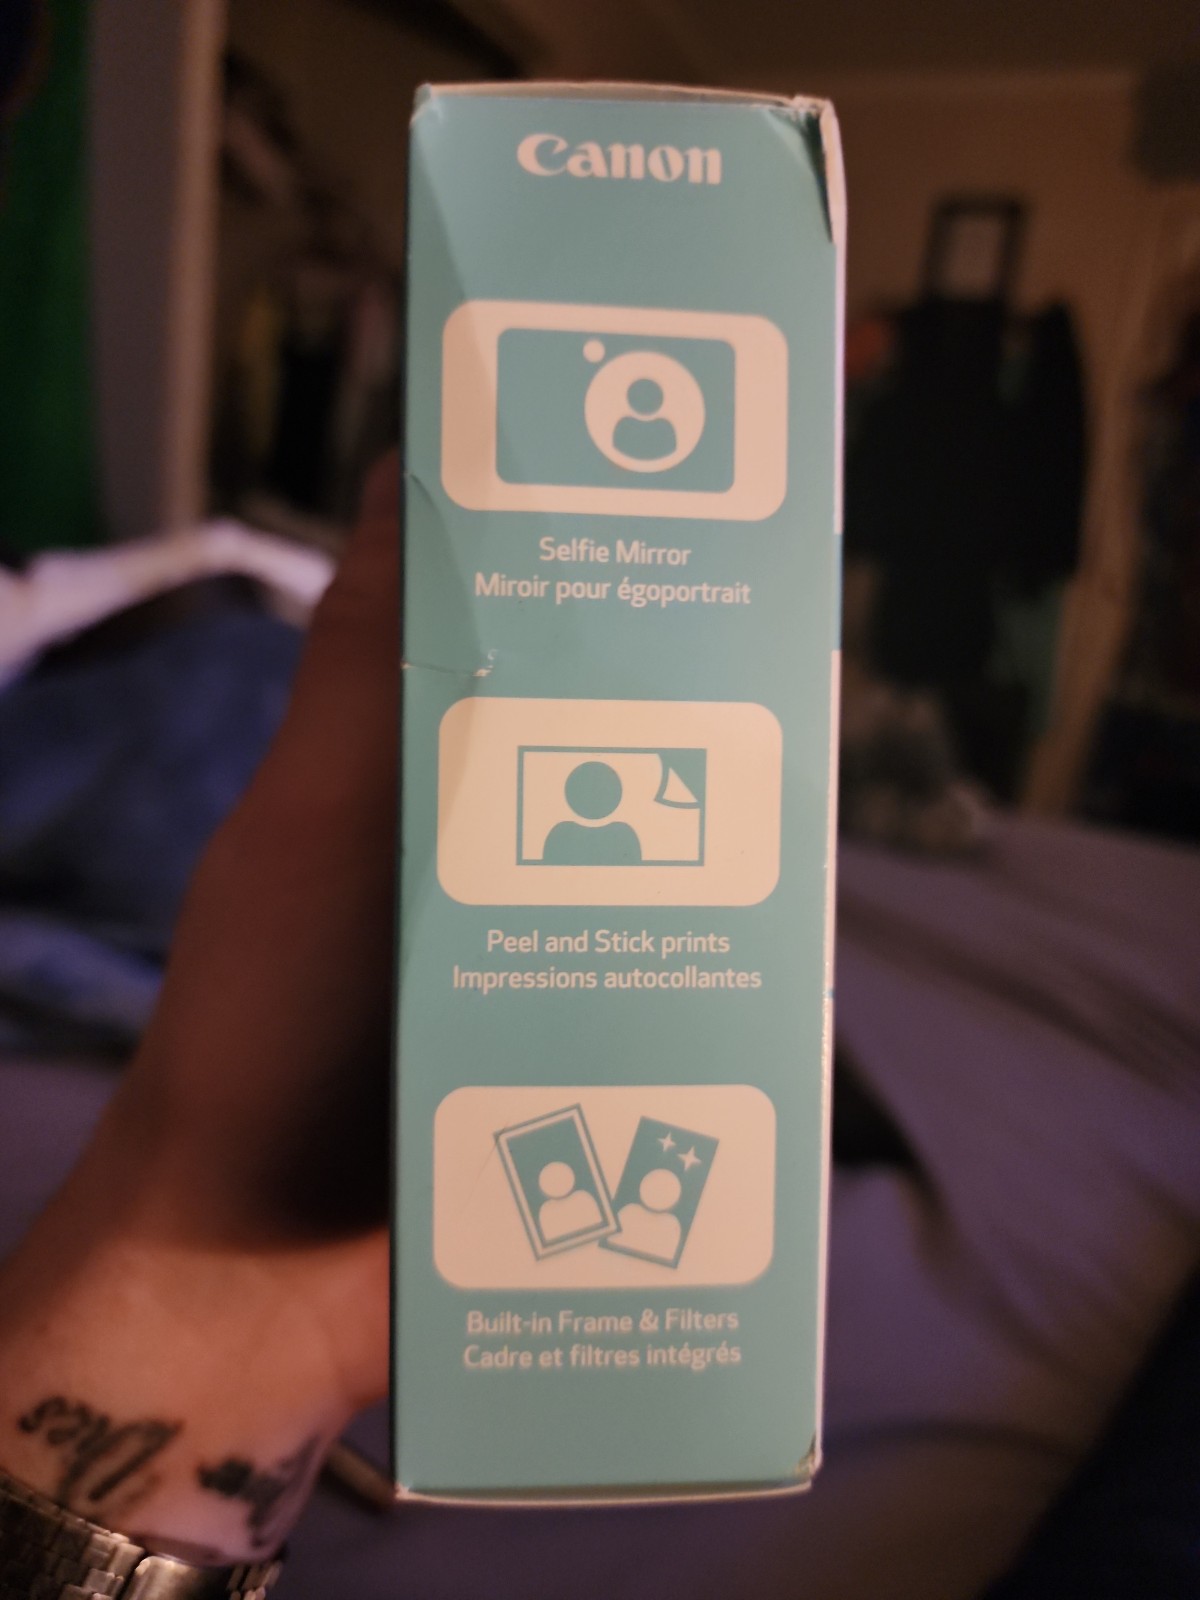 Canon
Selfie Mirror
Miroir pour égoportrait
Peel and Stick prints
Impressions autocollantes
Built-in Frame & Filters
Cadre et filtres intégrés